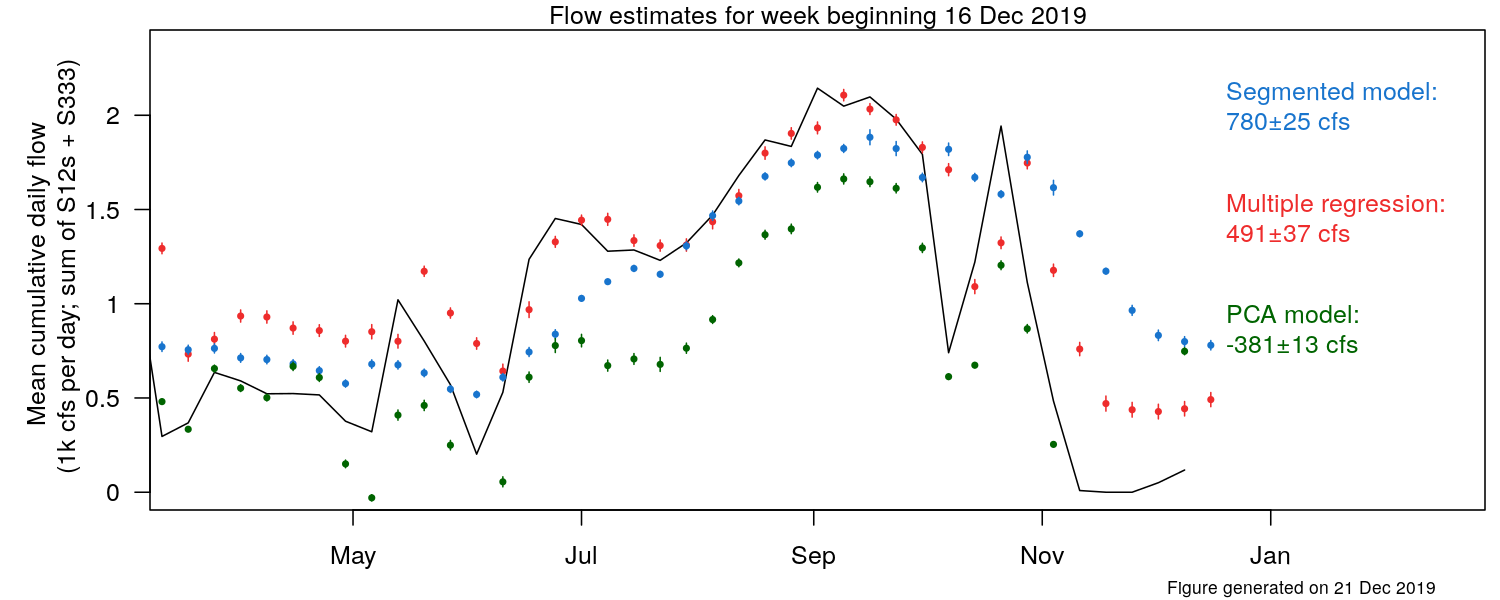 Flow estimates for week beginning 16 Dec 2019
Mean cumulative daily flow
(1k cfs per day; sum of S12s + S333)
2
1.5
1
0.5
0
Segmented model:
780±25 cfs
Multiple regression:
491±37 cfs
PCA model:
-381±13 cfs
May
Jul
Sep
Nov
Jan
Figure generated on 21 Dec 2019